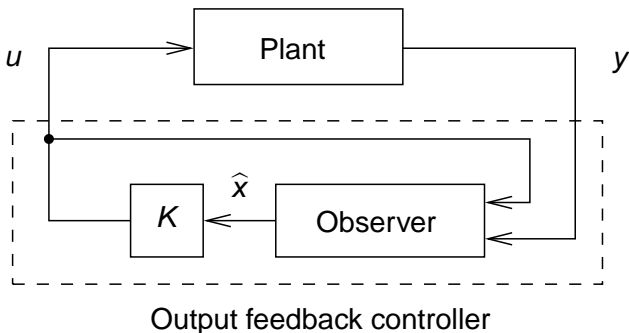 Plant
u
y
x̂
K
Observer
Output feedback controller